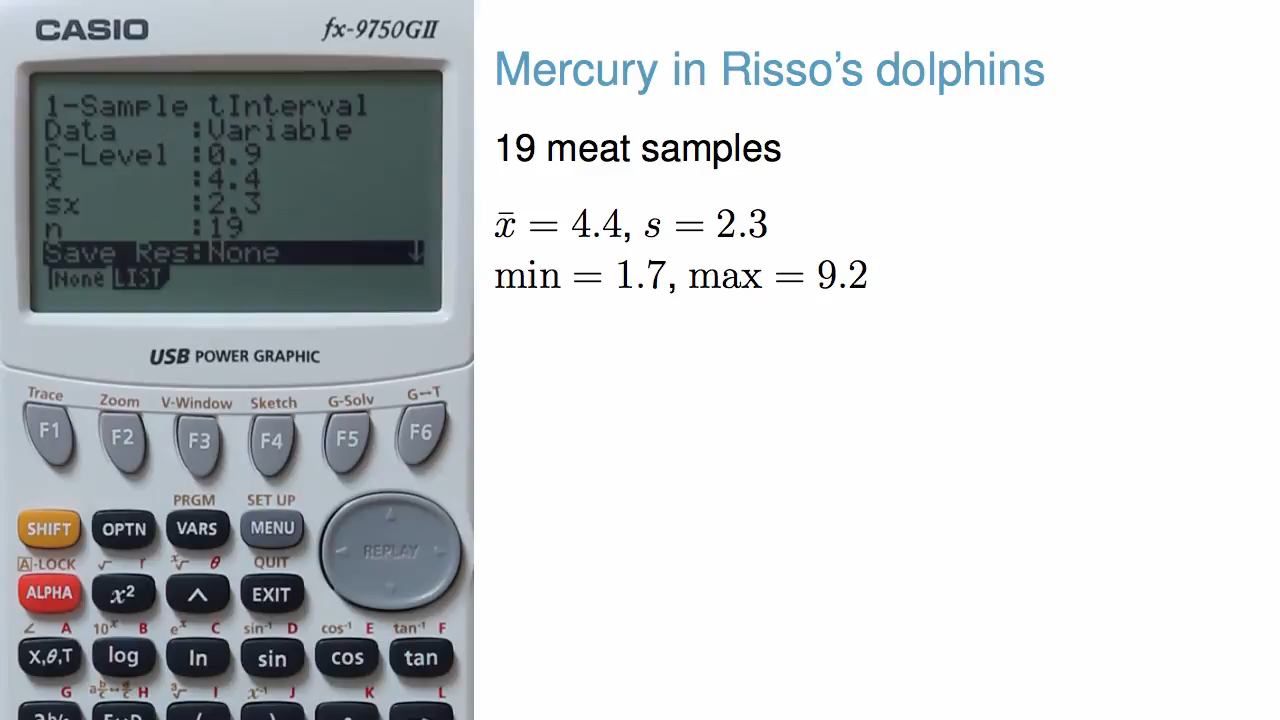 CASIO fx-9750GII
1-Sample tInterval
Data :Variable
C-Level :0.9
x̄ :4.4
sx :2.3
n :19
Save Res:None ↓
None LIST
USB POWER GRAPHIC
Trace Zoom V-Window Sketch G-Solv G↔T
F1 F2 F3 F4 F5 F6
PRGM SET UP
SHIFT OPTN VARS MENU
REPLAY
A-LOCK √ r ˣ√ θ QUIT
ALPHA x² ^ EXIT
∠ A 10ˣ B eˣ C sin⁻¹ D cos⁻¹ E tan⁻¹ F
X,θ,T log ln sin cos tan
G H ³√ I x⁻¹ J K L
Mercury in Risso’s dolphins
19 meat samples
x̄ = 4.4, s = 2.3
min = 1.7, max = 9.2